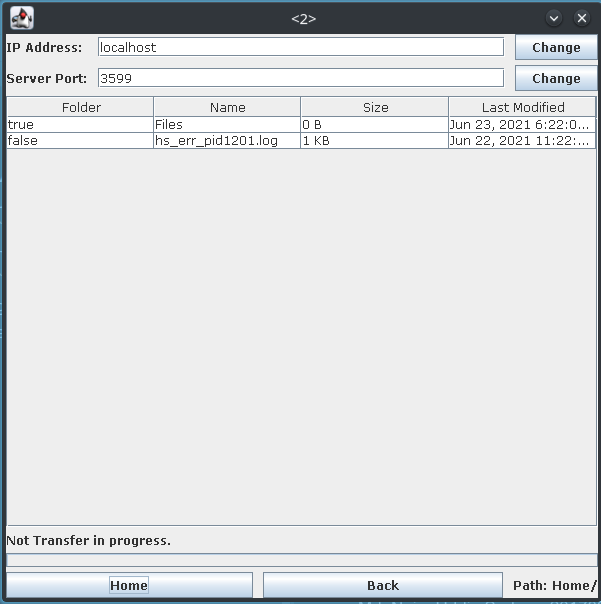 <2>
IP Address: localhost Change
Server Port: 3599 Change
Folder Name Size Last Modified
true Files 0 B Jun 23, 2021 6:22:0...
false hs_err_pid1201.log 1 KB Jun 22, 2021 11:22:...
Not Transfer in progress.
Home Back Path: Home/